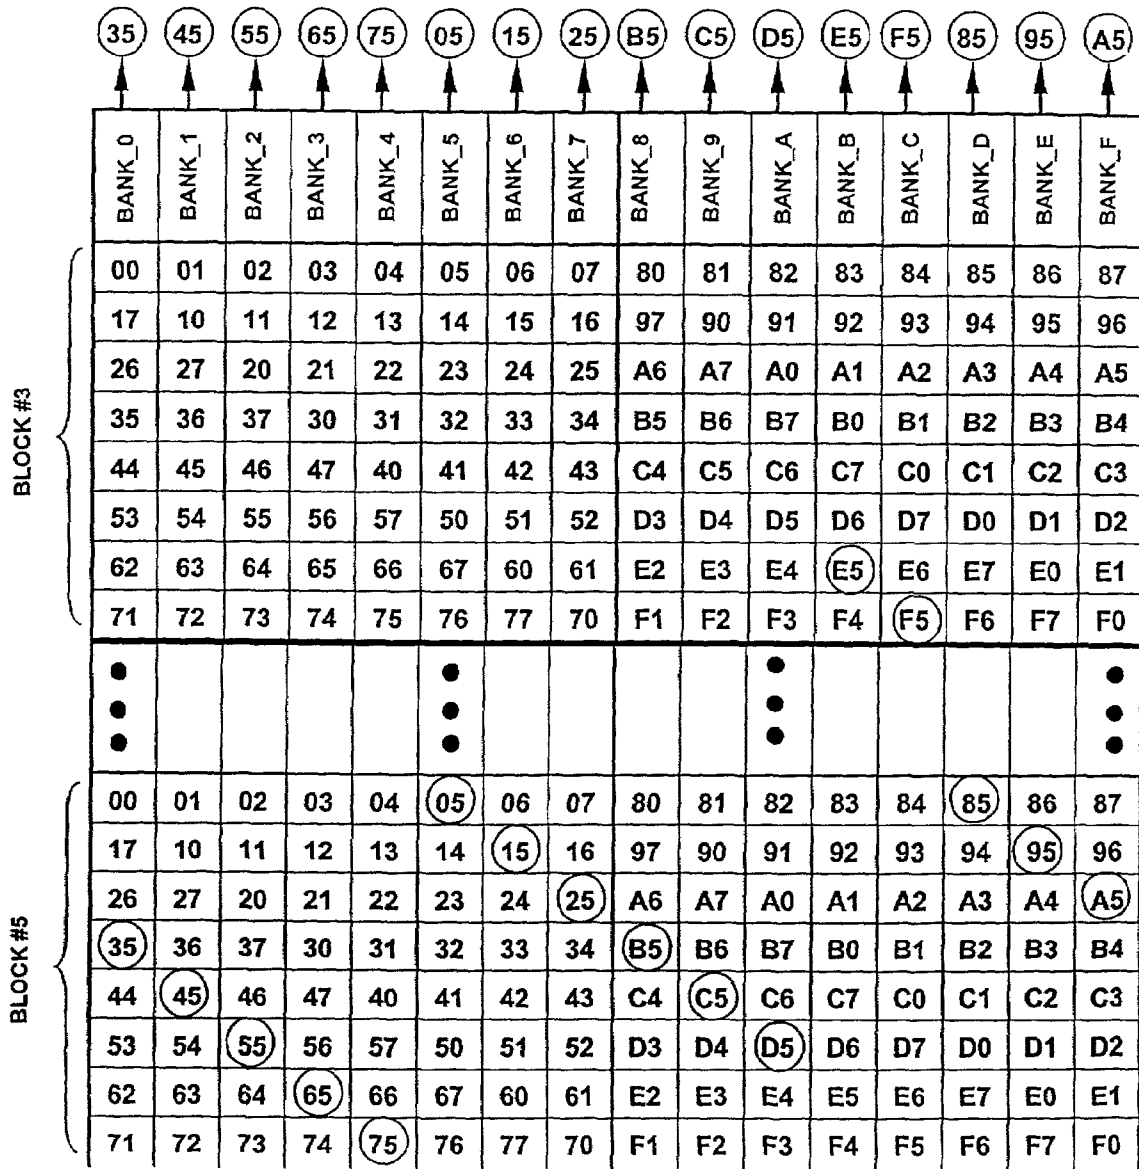 35 45 55 65 75 05 15 25 B5 C5 D5 E5 F5 85 95 A5
BANK_0 BANK_1 BANK_2 BANK_3 BANK_4 BANK_5 BANK_6 BANK_7 BANK_8 BANK_9 BANK_A BANK_B BANK_C BANK_D BANK_E BANK_F
BLOCK #3
00 01 02 03 04 05 06 07 80 81 82 83 84 85 86 87
17 10 11 12 13 14 15 16 97 90 91 92 93 94 95 96
26 27 20 21 22 23 24 25 A6 A7 A0 A1 A2 A3 A4 A5
35 36 37 30 31 32 33 34 B5 B6 B7 B0 B1 B2 B3 B4
44 45 46 47 40 41 42 43 C4 C5 C6 C7 C0 C1 C2 C3
53 54 55 56 57 50 51 52 D3 D4 D5 D6 D7 D0 D1 D2
62 63 64 65 66 67 60 61 E2 E3 E4 E5 E6 E7 E0 E1
71 72 73 74 75 76 77 70 F1 F2 F3 F4 F5 F6 F7 F0
BLOCK #5
00 01 02 03 04 05 06 07 80 81 82 83 84 85 86 87
17 10 11 12 13 14 15 16 97 90 91 92 93 94 95 96
26 27 20 21 22 23 24 25 A6 A7 A0 A1 A2 A3 A4 A5
35 36 37 30 31 32 33 34 B5 B6 B7 B0 B1 B2 B3 B4
44 45 46 47 40 41 42 43 C4 C5 C6 C7 C0 C1 C2 C3
53 54 55 56 57 50 51 52 D3 D4 D5 D6 D7 D0 D1 D2
62 63 64 65 66 67 60 61 E2 E3 E4 E5 E6 E7 E0 E1
71 72 73 74 75 76 77 70 F1 F2 F3 F4 F5 F6 F7 F0